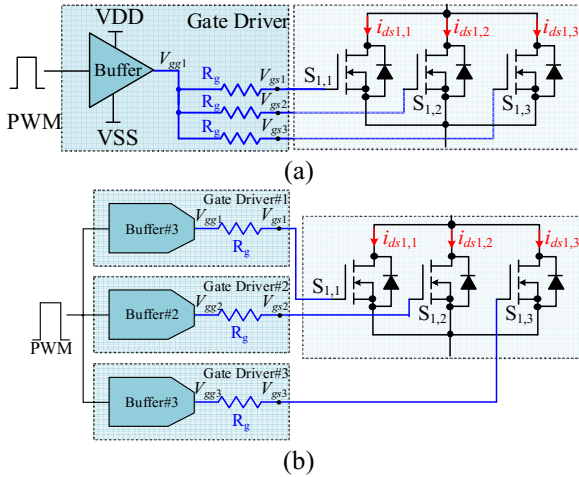 VDD
Gate Driver
Vgg1
Buffer
PWM
VSS
Rg
Vgs1
Rg
Vgs2
Rg
Vgs3
ids1,1
ids1,2
ids1,3
S1,1
S1,2
S1,3
(a)
Gate Driver#1
Buffer#3
Vgg1
Vgs1
Rg
Gate Driver#2
Buffer#2
Vgg2
Vgs2
Rg
PWM
Gate Driver#3
Buffer#3
Vgg3
Vgs3
Rg
ids1,1
ids1,2
ids1,3
S1,1
S1,2
S1,3
(b)